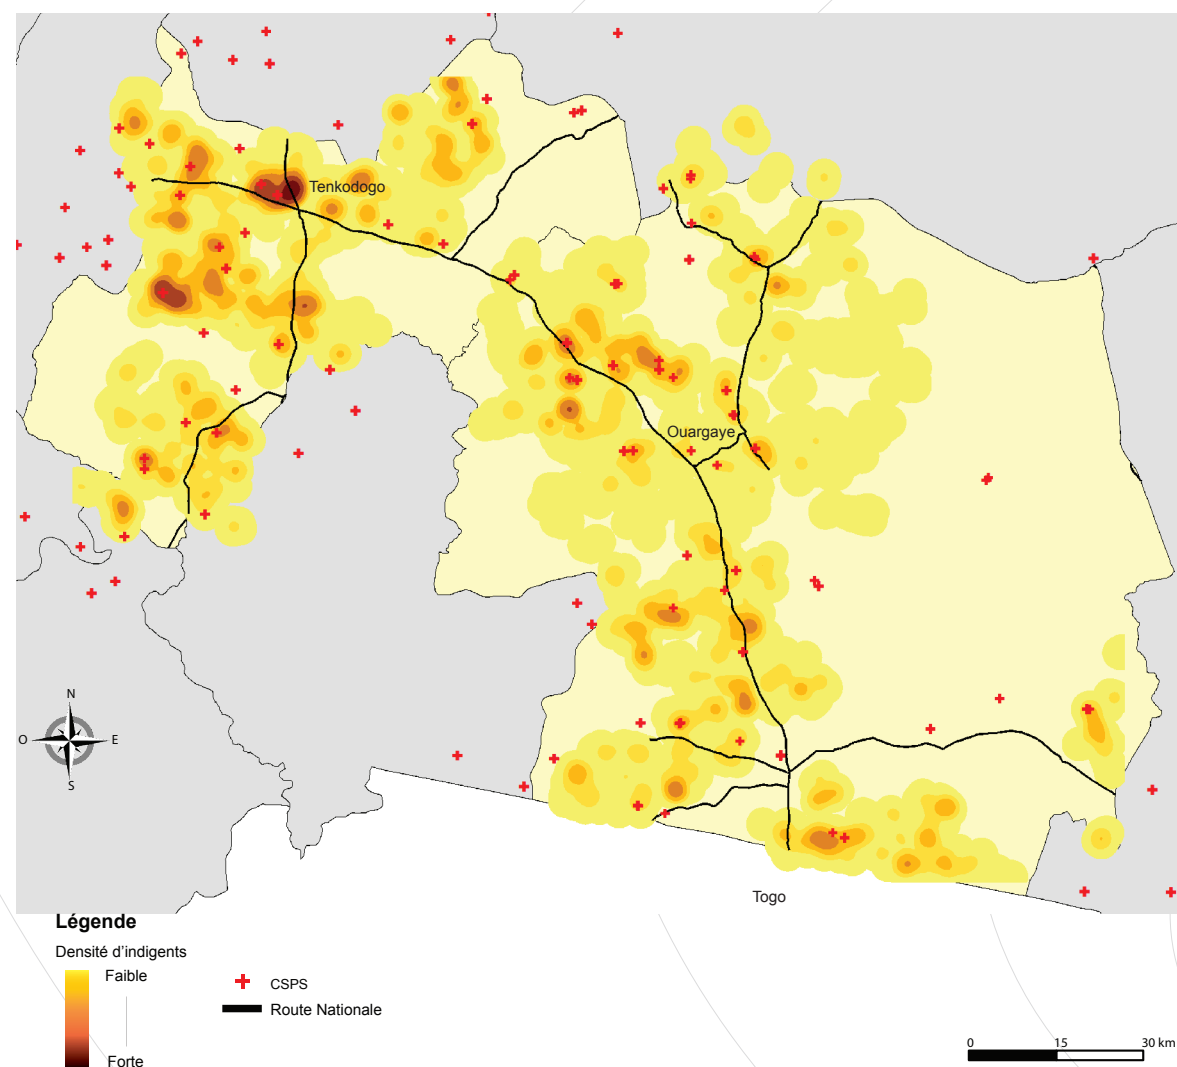 Tenkodogo
Ouargaye
N
O
E
S
Togo
Légende
Densité d'indigents
Faible
Forte
CSPS
Route Nationale
0
15
30 km